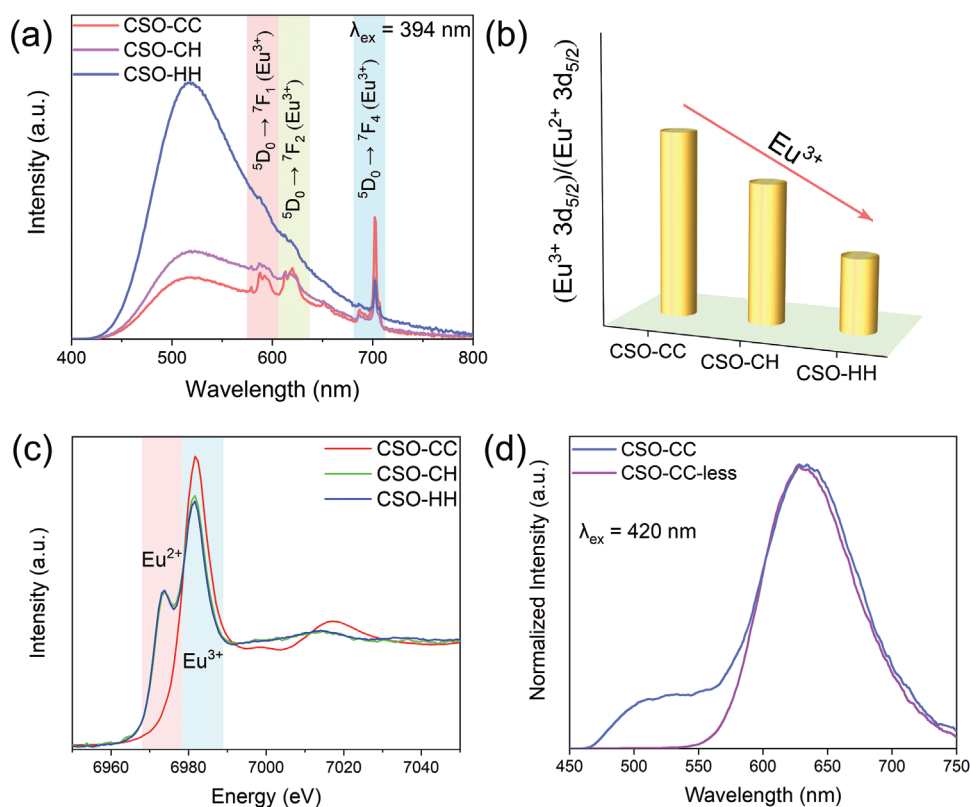 (a)
CSO-CC
CSO-CH
CSO-HH
λex = 394 nm
⁵D₀ → ⁷F₁ (Eu³⁺)
⁵D₀ → ⁷F₂ (Eu³⁺)
⁵D₀ → ⁷F₄ (Eu³⁺)
Intensity (a.u.)
400 500 600 700 800
Wavelength (nm)
(b)
(Eu³⁺ 3d₅/₂)/(Eu²⁺ 3d₅/₂)
Eu³⁺
CSO-CC
CSO-CH
CSO-HH
(c)
CSO-CC
CSO-CH
CSO-HH
Eu²⁺
Eu³⁺
Intensity (a.u.)
6960 6980 7000 7020 7040
Energy (eV)
(d)
CSO-CC
CSO-CC-less
λex = 420 nm
Normalized Intensity (a.u.)
450 500 550 600 650 700 750
Wavelength (nm)